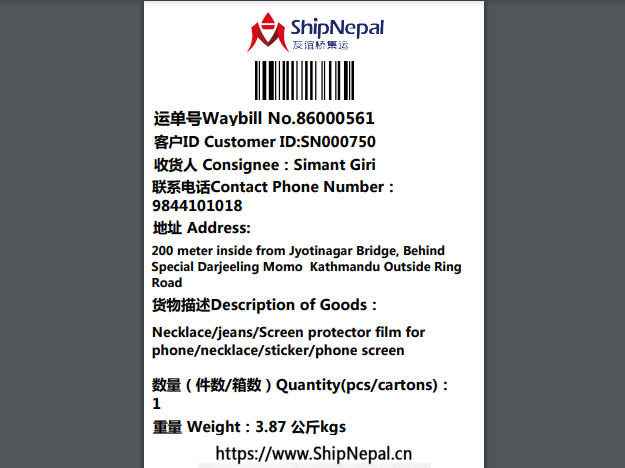 ShipNepal
友谊桥集运
运单号Waybill No.86000561
客户ID Customer ID:SN000750
收货人 Consignee：Simant Giri
联系电话Contact Phone Number：
9844101018
地址 Address:
200 meter inside from Jyotinagar Bridge, Behind
Special Darjeeling Momo  Kathmandu Outside Ring
Road
货物描述Description of Goods：
Necklace/jeans/Screen protector film for
phone/necklace/sticker/phone screen
数量（件数/箱数）Quantity(pcs/cartons)：
1
重量 Weight：3.87 公斤kgs
https://www.ShipNepal.cn